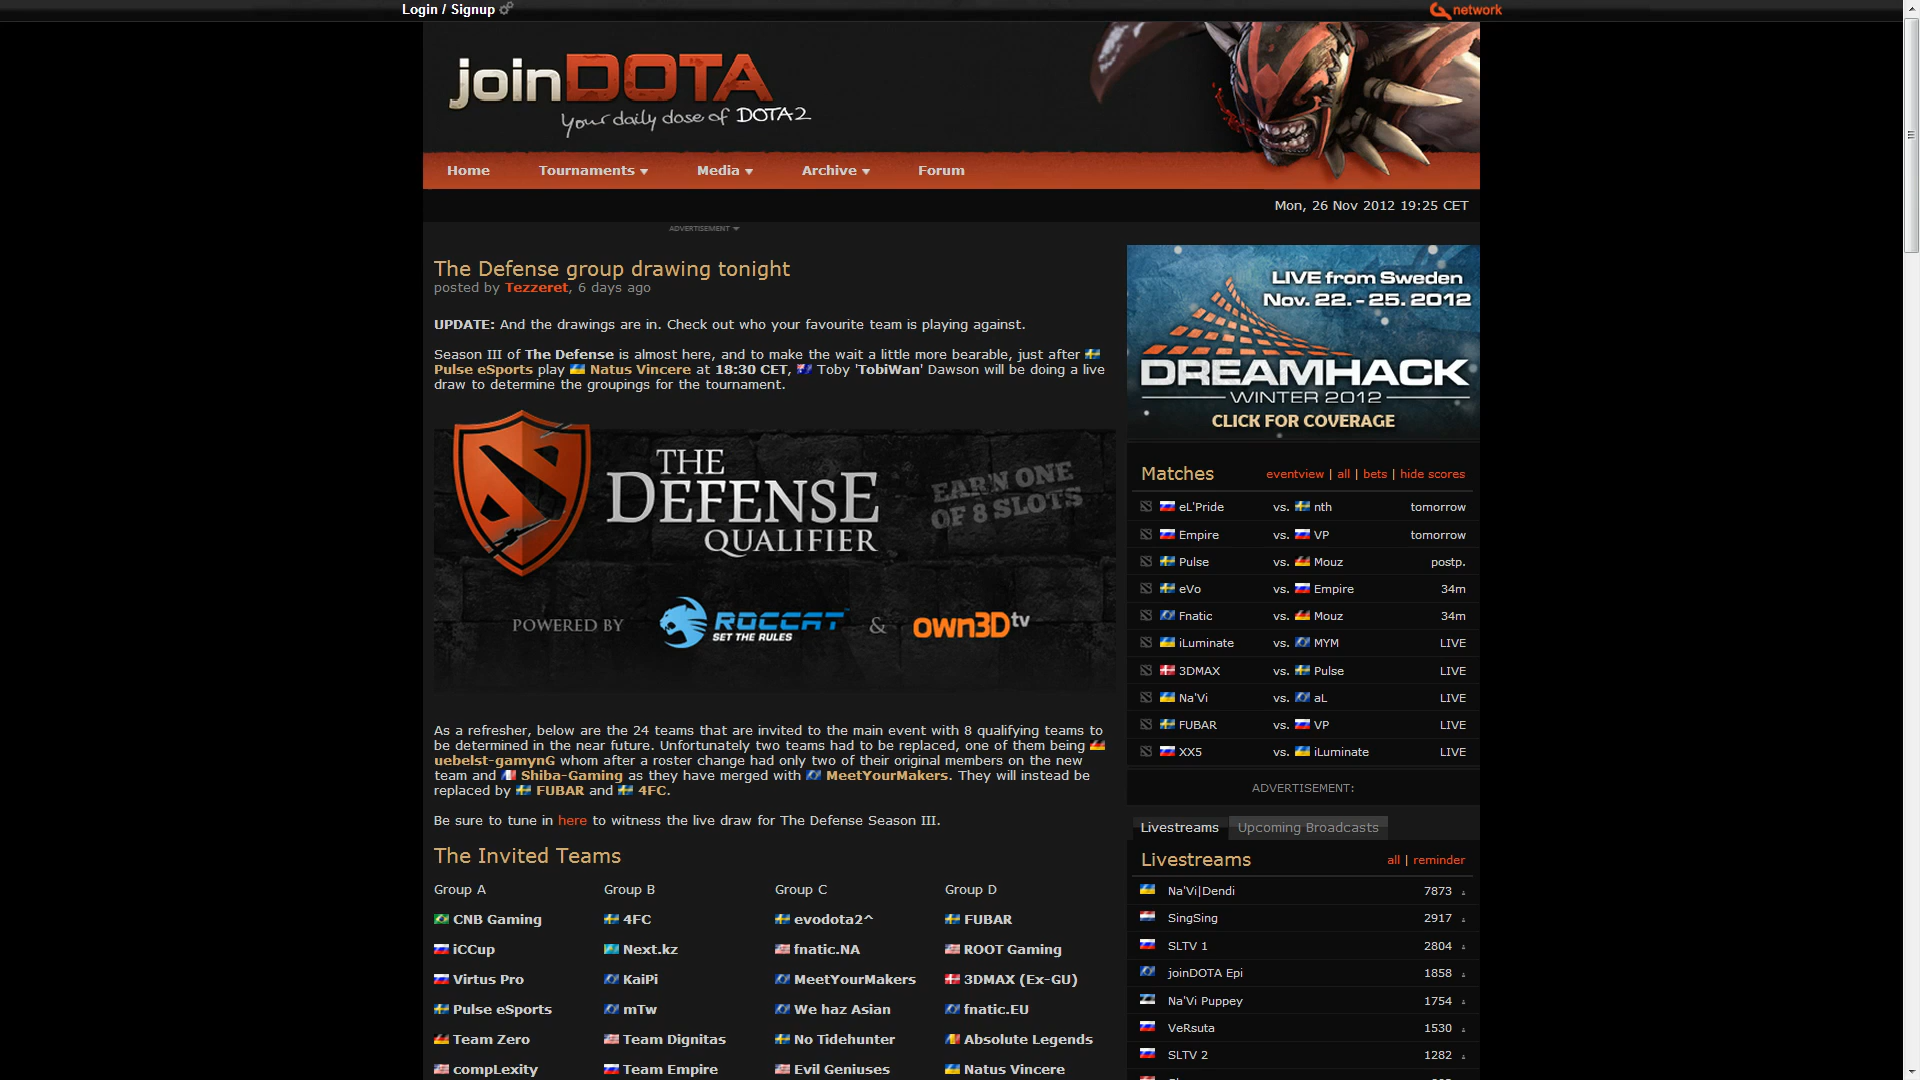 Login / Signup
network
joinDOTA
Your daily dose of DOTA2
Home Tournaments Media Archive Forum
Mon, 26 Nov 2012 19:25 CET
ADVERTISEMENT
The Defense group drawing tonight
posted by Tezzeret, 6 days ago
UPDATE: And the drawings are in. Check out who your favourite team is playing against.
Season III of The Defense is almost here, and to make the wait a little more bearable, just after
Pulse eSports play Natus Vincere at 18:30 CET, Toby 'TobiWan' Dawson will be doing a live
draw to determine the groupings for the tournament.
THE
DEFENSE
QUALIFIER
EARN ONE
OF 8 SLOTS
POWERED BY ROCCAT SET THE RULES & own3D tv
As a refresher, below are the 24 teams that are invited to the main event with 8 qualifying teams to
be determined in the near future. Unfortunately two teams had to be replaced, one of them being
uebelst-gamynG whom after a roster change had only two of their original members on the new
team and Shiba-Gaming as they have merged with MeetYourMakers. They will instead be
replaced by FUBAR and 4FC.
Be sure to tune in here to witness the live draw for The Defense Season III.
The Invited Teams
Group A Group B Group C Group D
CNB Gaming 4FC evodota2^ FUBAR
iCCup Next.kz fnatic.NA ROOT Gaming
Virtus Pro KaiPi MeetYourMakers 3DMAX (Ex-GU)
Pulse eSports mTw We haz Asian fnatic.EU
Team Zero Team Dignitas No Tidehunter Absolute Legends
compLexity Team Empire Evil Geniuses Natus Vincere
LIVE from Sweden
Nov. 22. - 25. 2012
DREAMHACK
WINTER 2012
CLICK FOR COVERAGE
Matches eventview | all | bets | hide scores
eL'Pride vs. nth tomorrow
Empire vs. VP tomorrow
Pulse vs. Mouz postp.
eVo vs. Empire 34m
Fnatic vs. Mouz 34m
iLuminate vs. MYM LIVE
3DMAX vs. Pulse LIVE
Na'Vi vs. aL LIVE
FUBAR vs. VP LIVE
XX5 vs. iLuminate LIVE
ADVERTISEMENT:
Livestreams Upcoming Broadcasts
Livestreams all | reminder
Na'Vi|Dendi 7873
SingSing 2917
SLTV 1 2804
joinDOTA Epi 1858
Na'Vi Puppey 1754
VeRsuta 1530
SLTV 2 1282